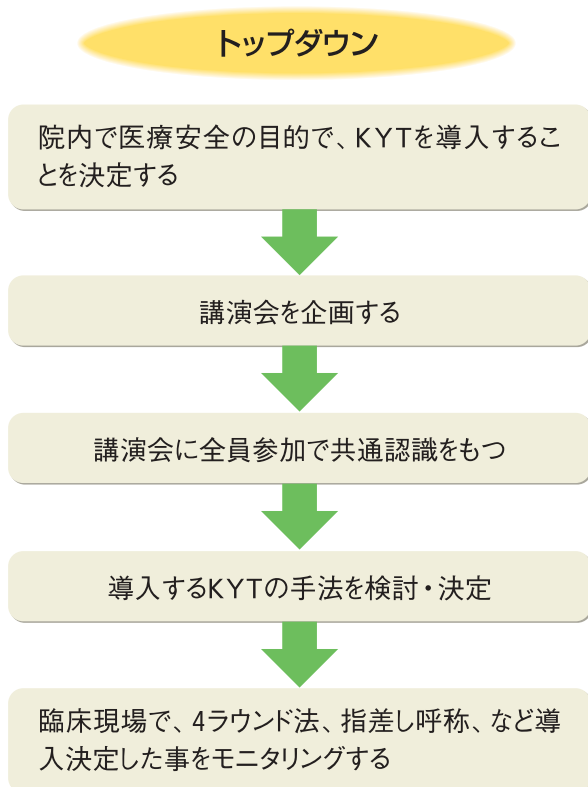 トップダウン
院内で医療安全の目的で、KYTを導入するこ
とを決定する
講演会を企画する
講演会に全員参加で共通認識をもつ
導入するKYTの手法を検討・決定
臨床現場で、4ラウンド法、指差し呼称、など導
入決定した事をモニタリングする